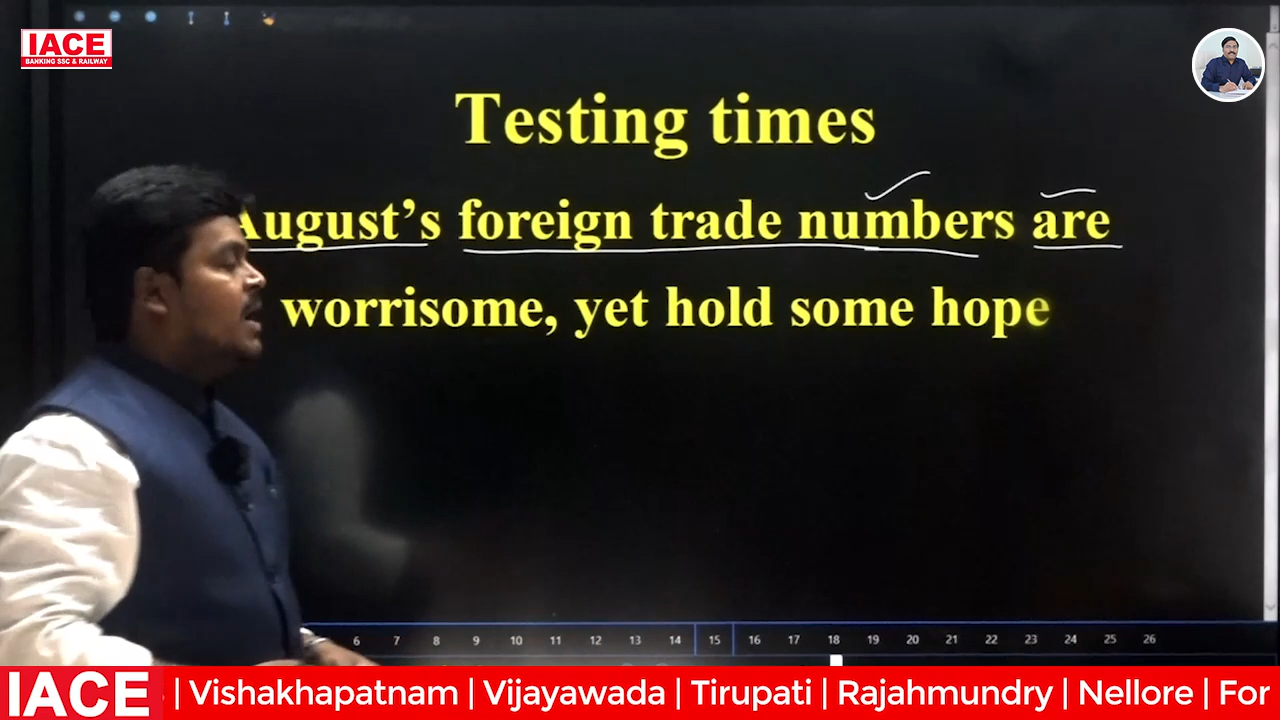 IACE
BANKING SSC & RAILWAY
Testing times
August's foreign trade numbers are
worrisome, yet hold some hope
6 7 8 9 10 11 12 13 14 15 16 17 18 19 20 21 22 23 24 25 26
IACE | Vishakhapatnam | Vijayawada | Tirupati | Rajahmundry | Nellore | For